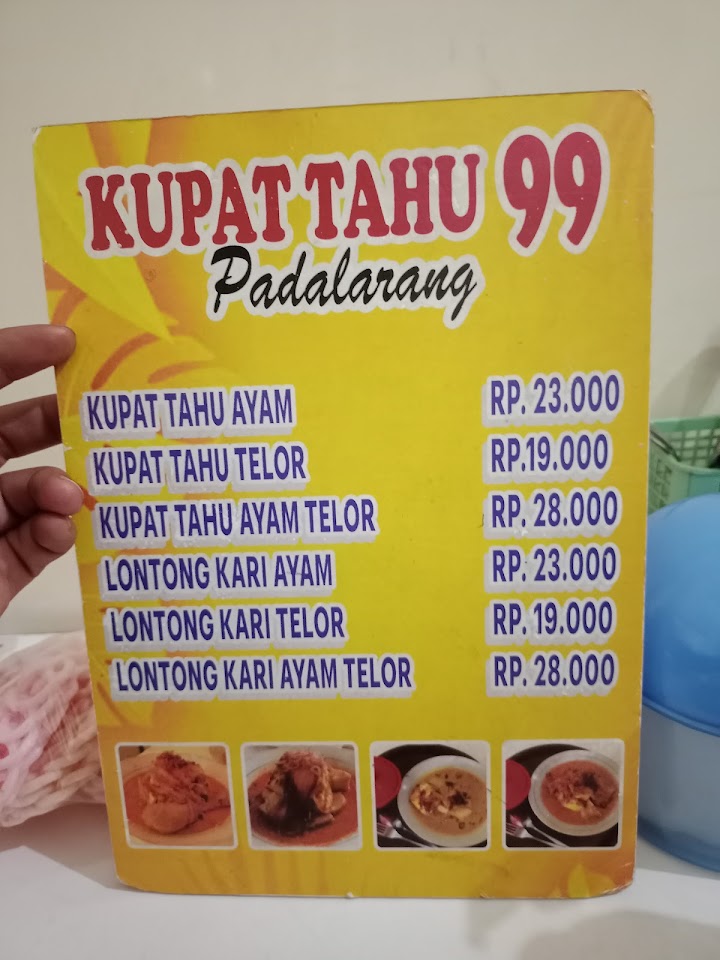 KUPAT TAHU 99
Padalarang
KUPAT TAHU AYAM RP. 23.000
KUPAT TAHU TELOR RP.19.000
KUPAT TAHU AYAM TELOR RP. 28.000
LONTONG KARI AYAM RP. 23.000
LONTONG KARI TELOR RP. 19.000
LONTONG KARI AYAM TELOR RP. 28.000